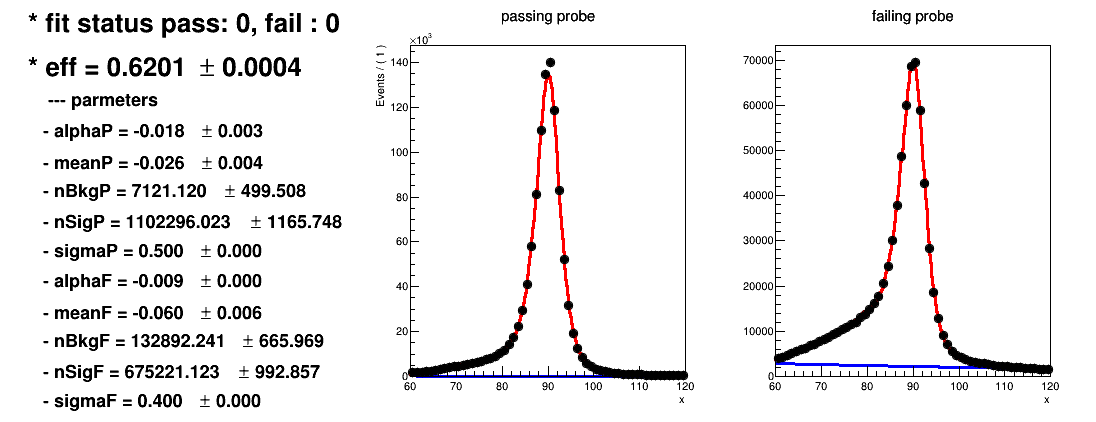 * fit status pass: 0, fail : 0
* eff = 0.6201 ± 0.0004
--- parmeters
- alphaP = -0.018 ± 0.003
- meanP = -0.026 ± 0.004
- nBkgP = 7121.120 ± 499.508
- nSigP = 1102296.023 ± 1165.748
- sigmaP = 0.500 ± 0.000
- alphaF = -0.009 ± 0.000
- meanF = -0.060 ± 0.006
- nBkgF = 132892.241 ± 665.969
- nSigF = 675221.123 ± 992.857
- sigmaF = 0.400 ± 0.000
passing probe
×10³
Events / ( 1 )
140
120
100
80
60
40
20
0
60 70 80 90 100 110 120
x
failing probe
70000
60000
50000
40000
30000
20000
10000
0
60 70 80 90 100 110 120
x